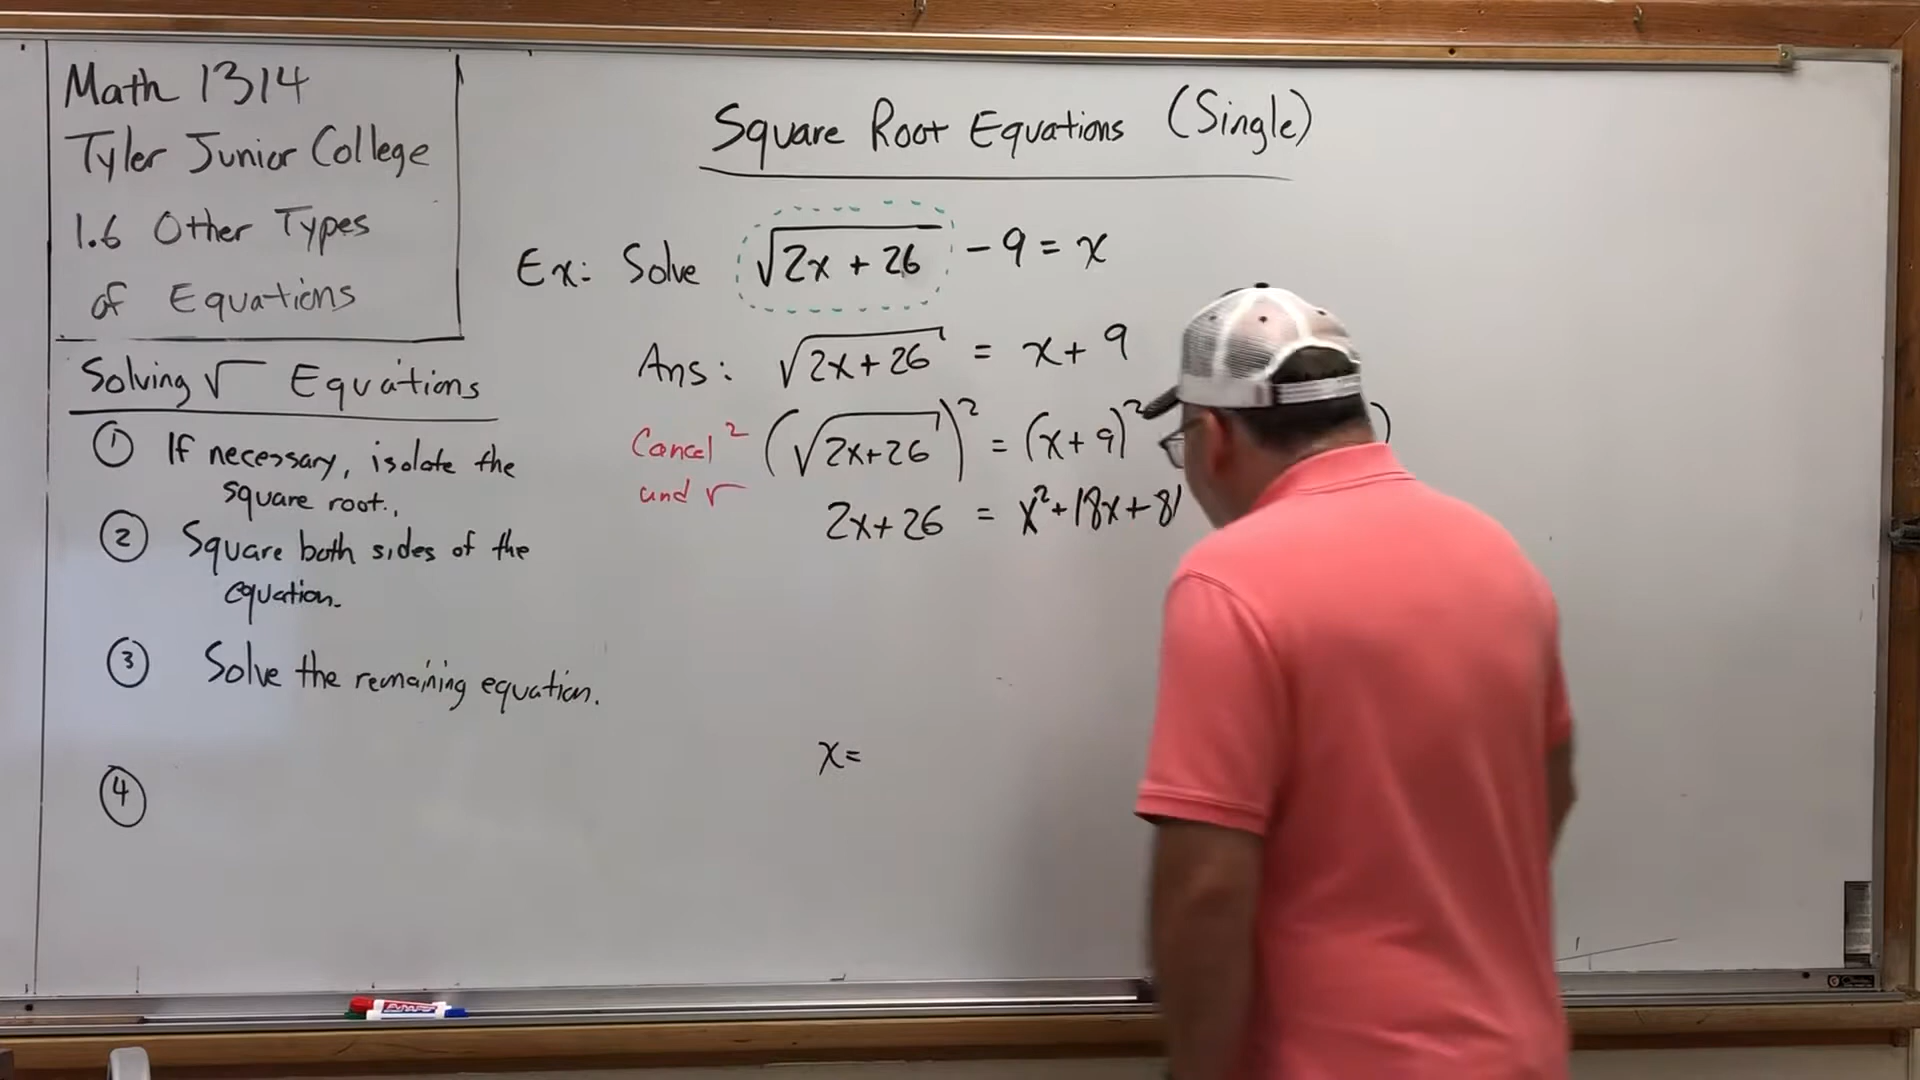 Math 1314
Tyler Junior College
1.6 Other Types
of Equations
Solving √ Equations
① If necessary, isolate the
square root.
② Square both sides of the
equation.
③ Solve the remaining equation.
④
Square Root Equations (Single)
Ex: Solve √(2x + 26) - 9 = x
Ans: √(2x+26) = x+9
Cancel ²
and √
(√(2x+26))² = (x+9)² )
2x+26 = x²+18x+81
x=